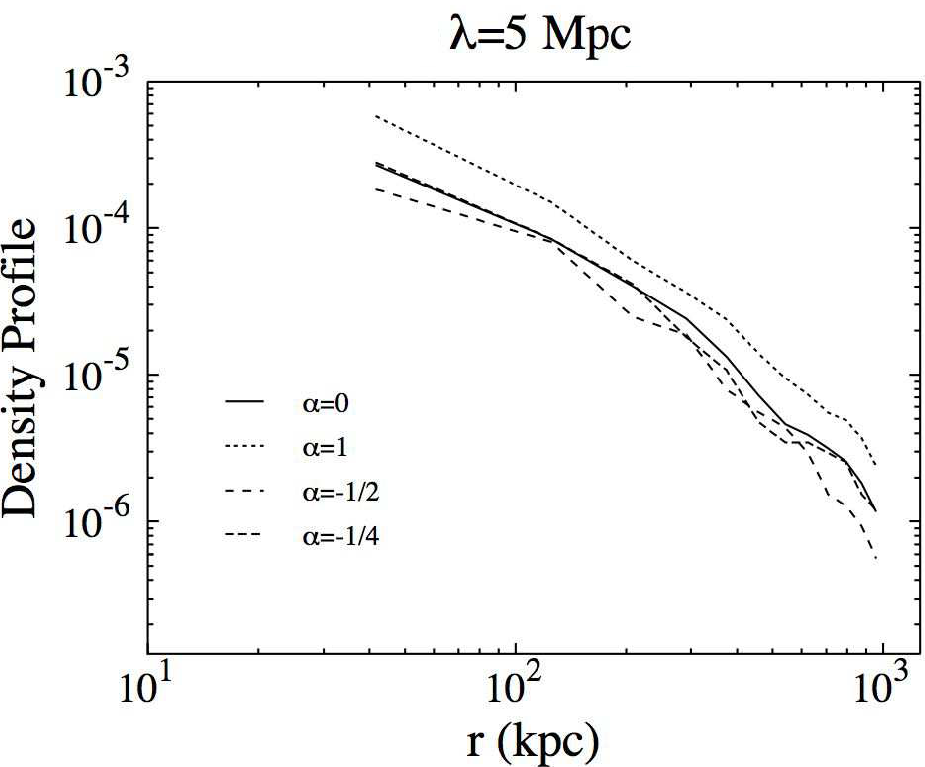 λ=5 Mpc
10⁻³
10⁻⁴
10⁻⁵
10⁻⁶
Density Profile
α=0
α=1
α=-1/2
α=-1/4
10¹ 10² 10³
r (kpc)